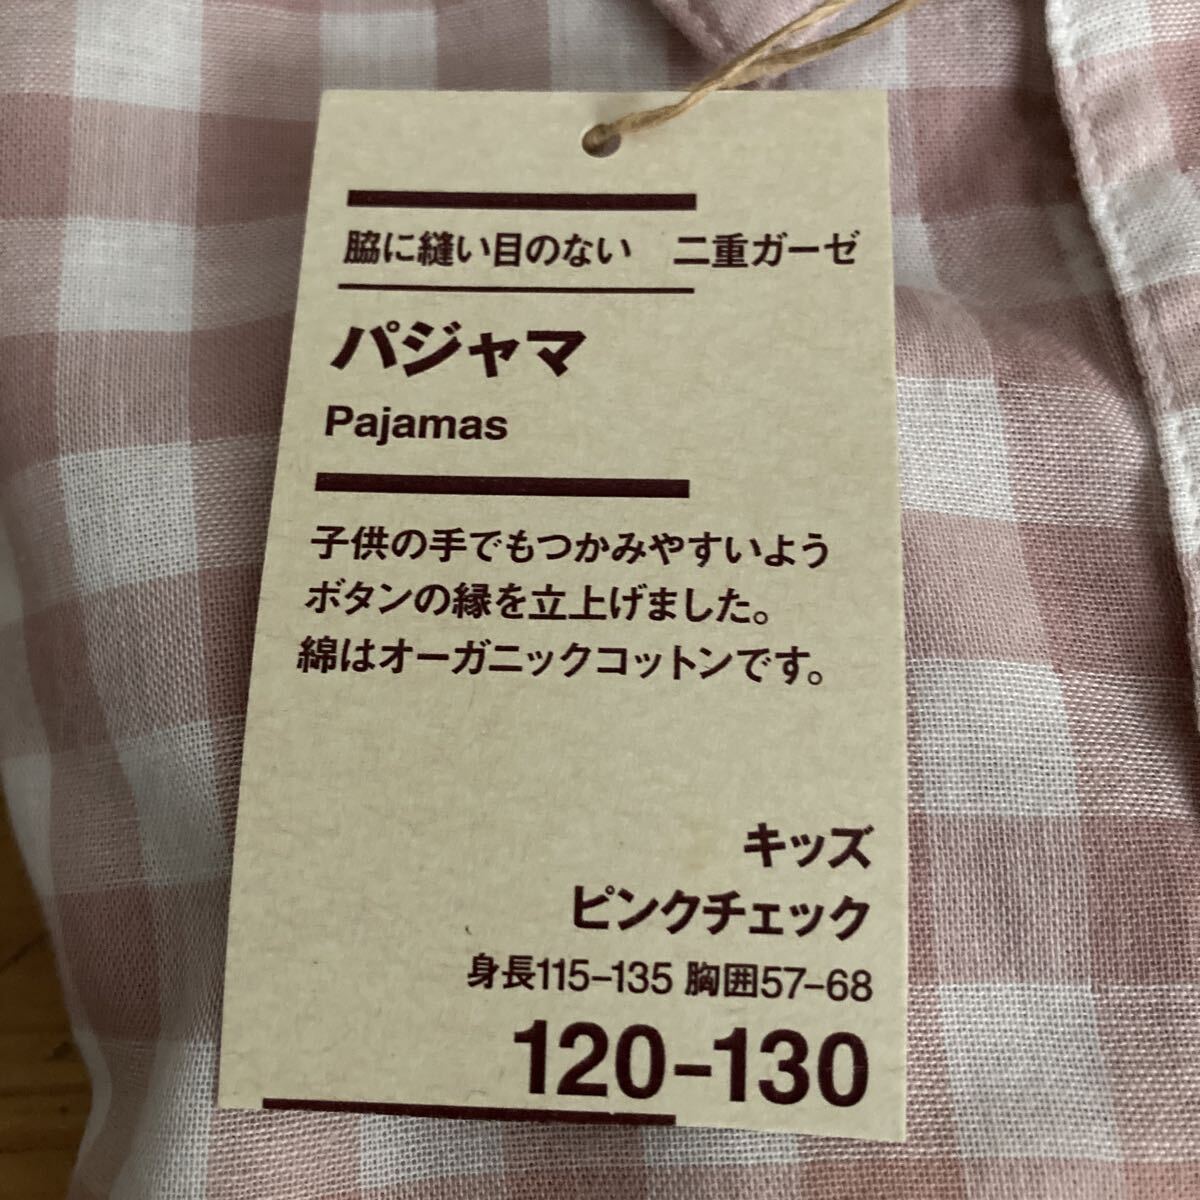 脇に縫い目のない　二重ガーゼ
パジャマ
Pajamas
子供の手でもつかみやすいよう
ボタンの縁を立上げました。
綿はオーガニックコットンです。
キッズ
ピンクチェック
身長115-135 胸囲57-68
120-130